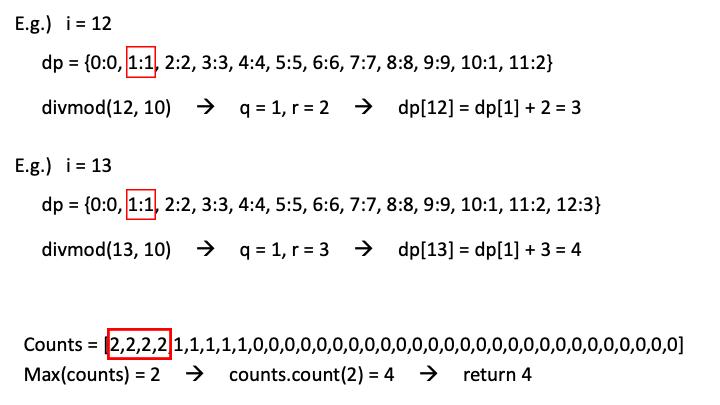 E.g.) i = 12
dp = {0:0, 1:1, 2:2, 3:3, 4:4, 5:5, 6:6, 7:7, 8:8, 9:9, 10:1, 11:2}
divmod(12, 10) → q = 1, r = 2 → dp[12] = dp[1] + 2 = 3
E.g.) i = 13
dp = {0:0, 1:1, 2:2, 3:3, 4:4, 5:5, 6:6, 7:7, 8:8, 9:9, 10:1, 11:2, 12:3}
divmod(13, 10) → q = 1, r = 3 → dp[13] = dp[1] + 3 = 4
Counts = [2,2,2,2,1,1,1,1,1,0,0,0,0,0,0,0,0,0,0,0,0,0,0,0,0,0,0,0,0,0,0,0,0,0,0,0]
Max(counts) = 2 → counts.count(2) = 4 → return 4